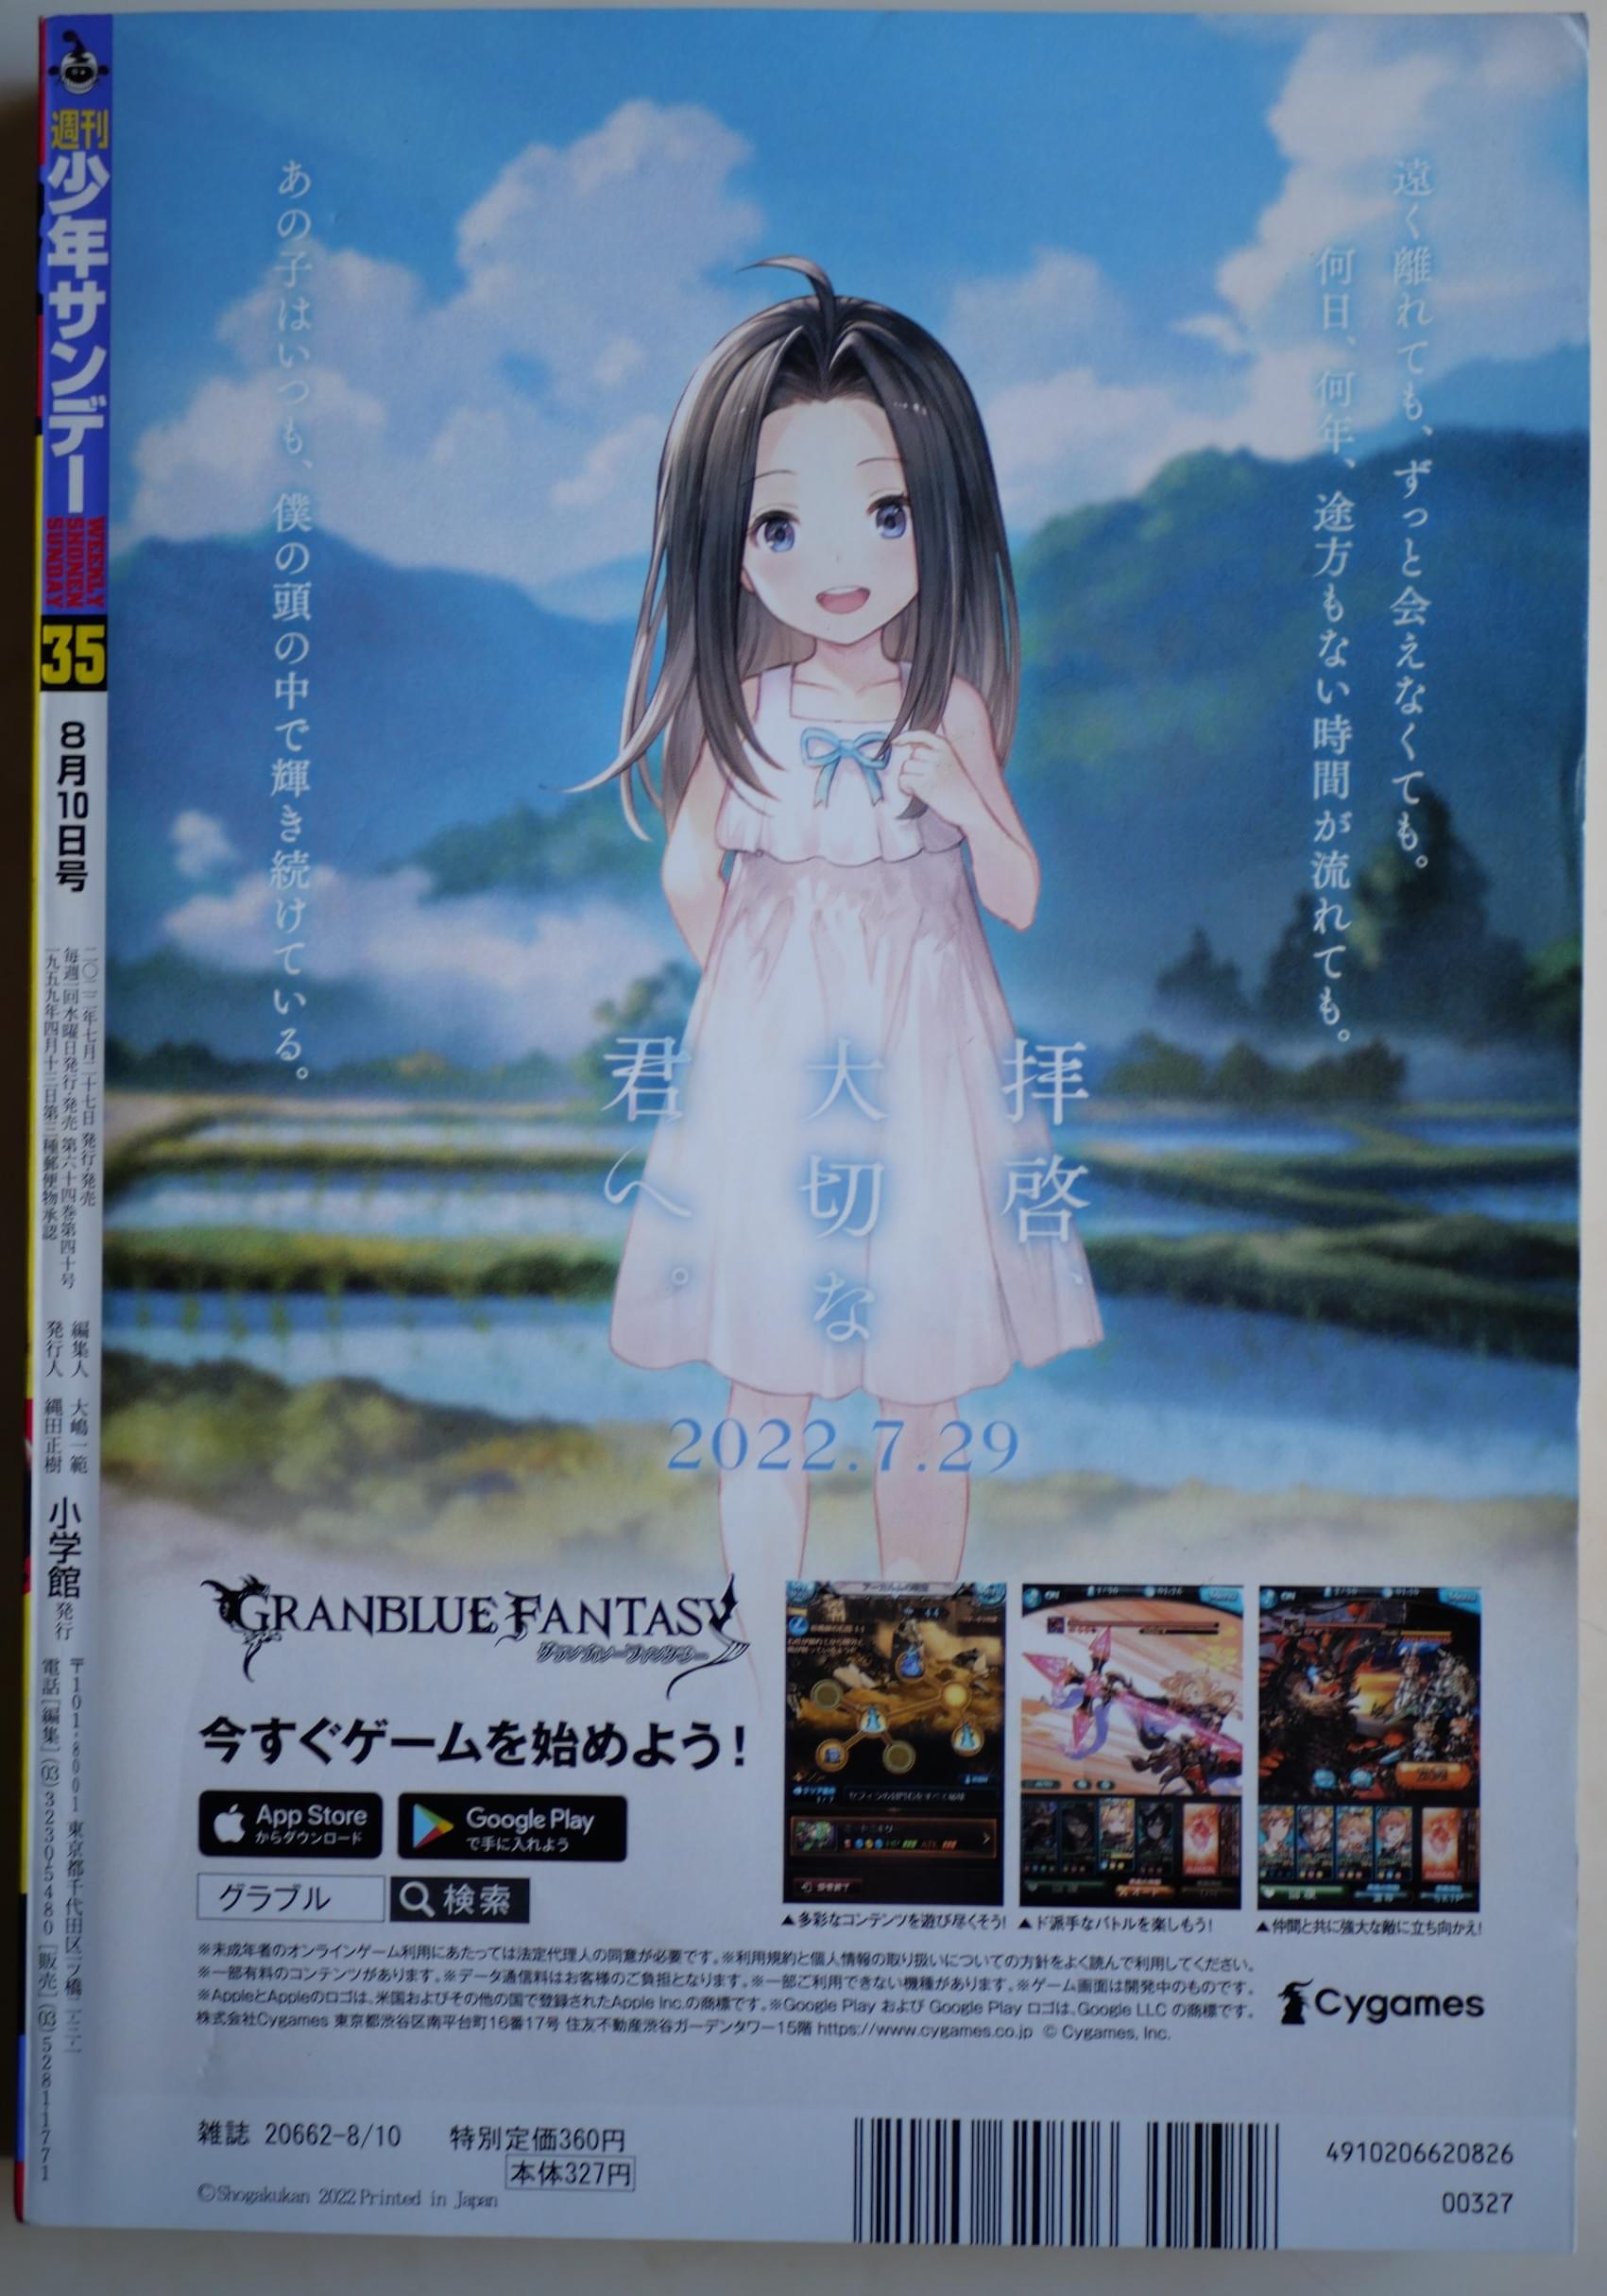 週刊
少年サンデー
WEEKLY
SHONEN
SUNDAY
35
8月10日号
二〇二二年七月二十七日 発行・発売
毎週一回水曜日発行・発売 第六十四巻第四十号
一九五九年四月十三日第三種郵便物承認
編集人 大嶋一範
発行人 縄田正樹
小学館 発行
〒101-8001 東京都千代田区一ツ橋二-三-一
電話[編集](03)32305480 [販売](03)52811771
遠く離れても、ずっと会えなくても。
何日、何年、途方もない時間が流れても。
あの子はいつも、僕の頭の中で輝き続けている。
拝啓、
大切な
君へ。
2022.7.29
GRANBLUE FANTASY
グランブルーファンタジー
今すぐゲームを始めよう!
App Store
からダウンロード
Google Play
で手に入れよう
グラブル
検索
▲多彩なコンテンツを遊び尽くそう!
▲ド派手なバトルを楽しもう!
▲仲間と共に強大な敵に立ち向かえ!
※未成年者のオンラインゲーム利用にあたっては法定代理人の同意が必要です。※利用規約と個人情報の取り扱いについての方針をよく読んで利用してください。
※一部有料のコンテンツがあります。※データ通信料はお客様のご負担となります。※一部ご利用できない機種があります。※ゲーム画面は開発中のものです。
※AppleとAppleのロゴは、米国およびその他の国で登録されたApple Inc.の商標です。※Google Play および Google Play ロゴは、Google LLC の商標です。
株式会社Cygames 東京都渋谷区南平台町16番17号 住友不動産渋谷ガーデンタワー15階 https://www.cygames.co.jp © Cygames, Inc.
Cygames
雑誌 20662-8/10
特別定価360円
本体327円
©Shogakukan 2022 Printed in Japan
4910206620826
00327